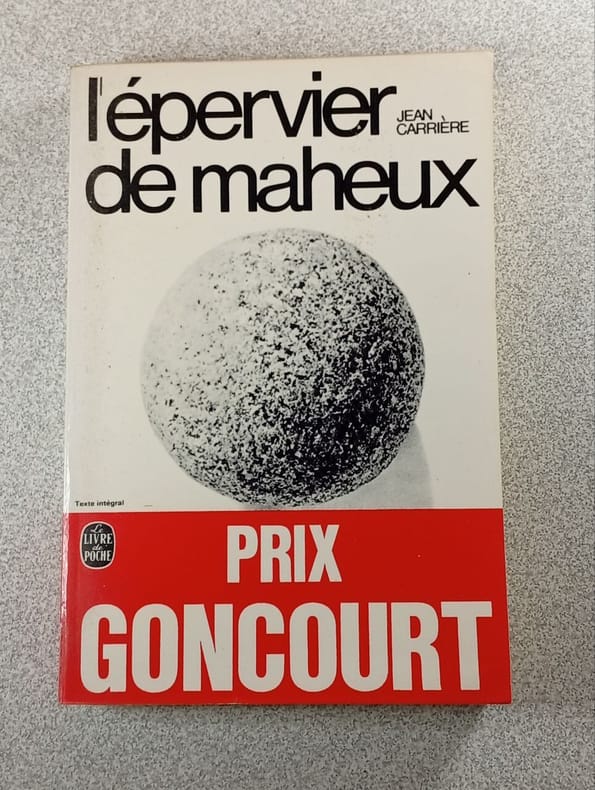 l'épervier
JEAN
CARRIÈRE
de maheux
Texte intégral
Le
LIVRE
de
POCHE
PRIX
GONCOURT